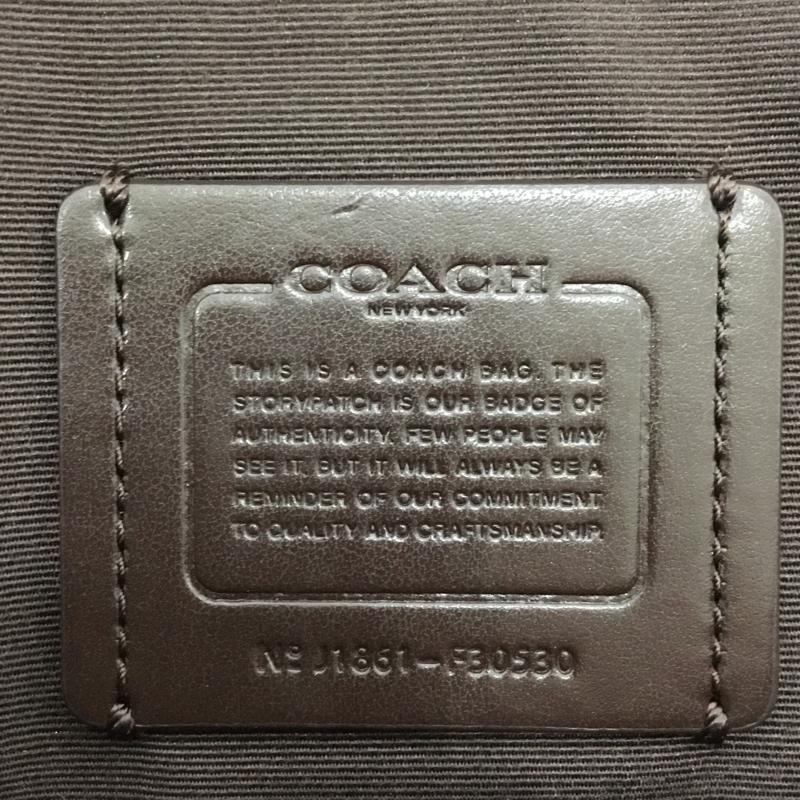 COACH
NEW YORK
THIS IS A COACH BAG. THE
STORYPATCH IS OUR BADGE OF
AUTHENTICITY. FEW PEOPLE MAY
SEE IT, BUT IT WILL ALWAYS BE A
REMINDER OF OUR COMMITMENT
TO QUALITY AND CRAFTSMANSHIP.
Nº J1861-F30530